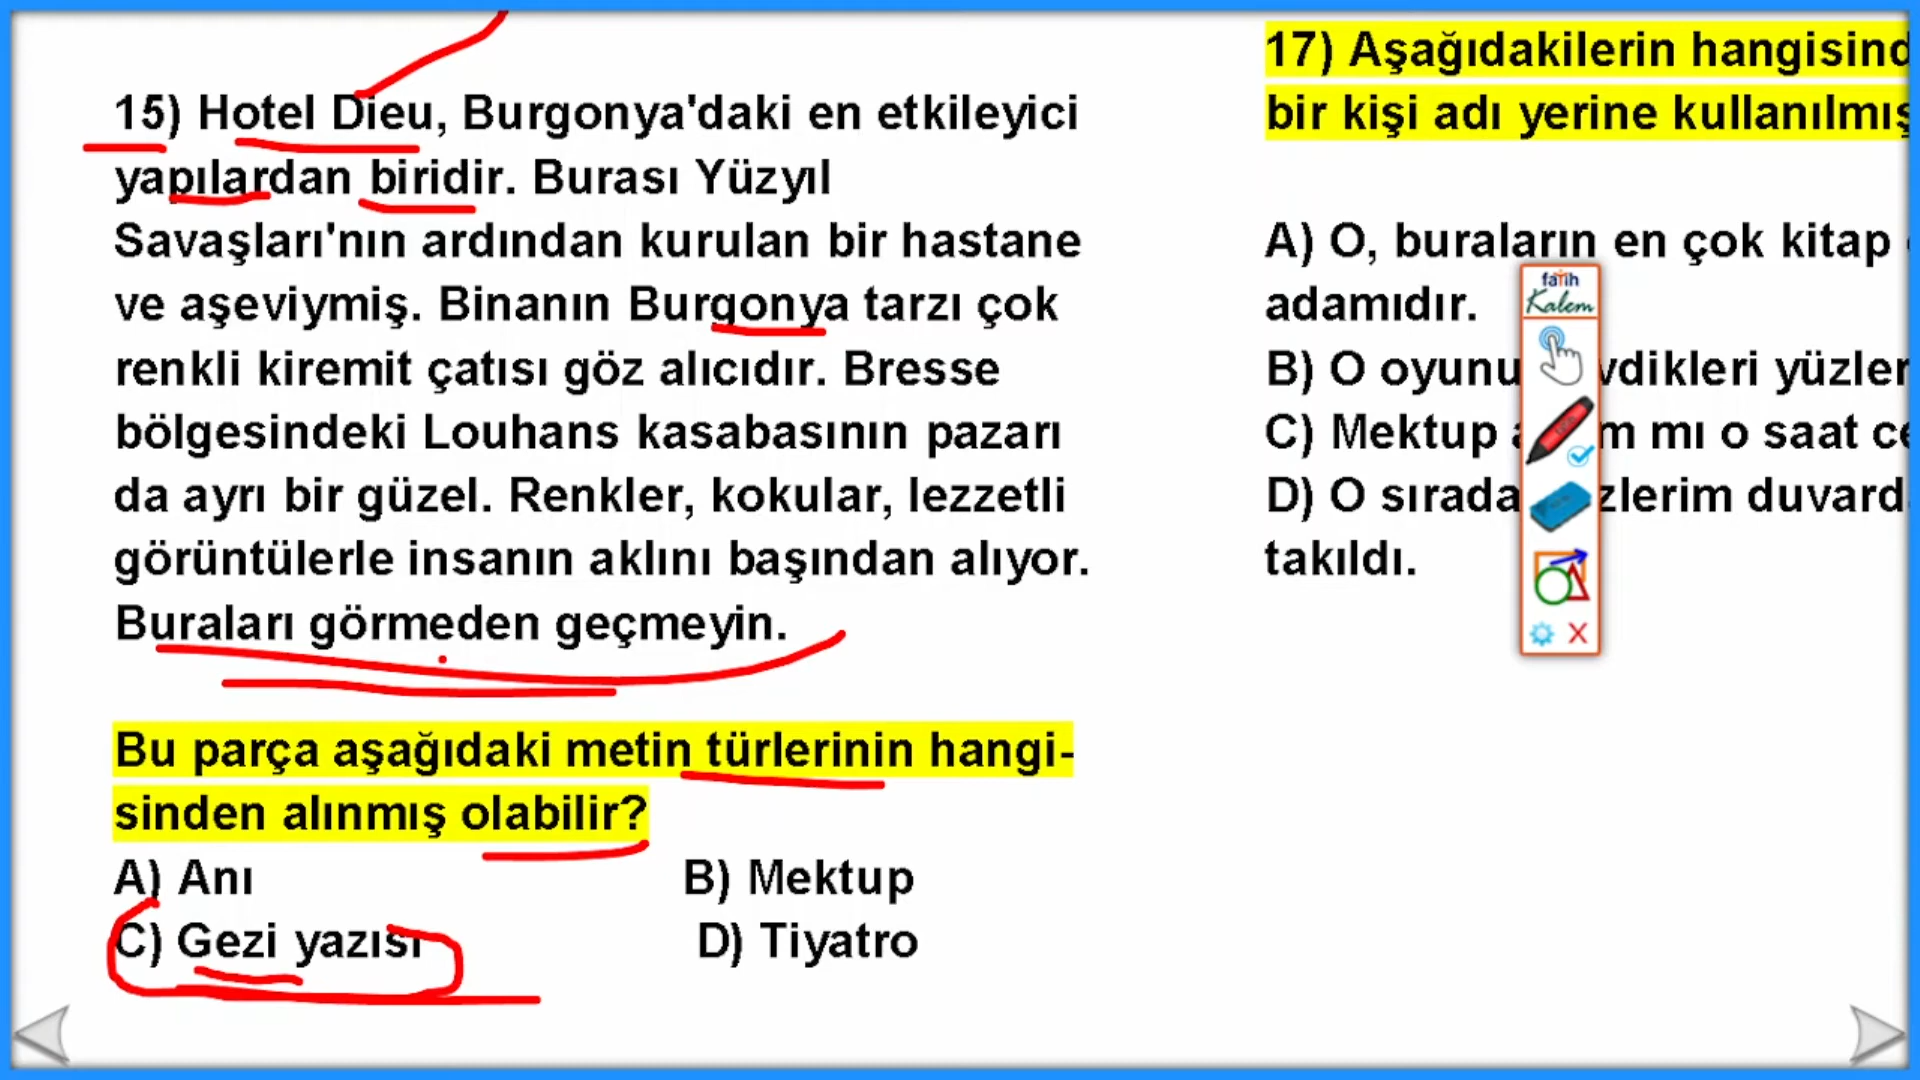 15) Hotel Dieu, Burgonya'daki en etkileyici
yapılardan biridir. Burası Yüzyıl
Savaşları'nın ardından kurulan bir hastane
ve aşeviymiş. Binanın Burgonya tarzı çok
renkli kiremit çatısı göz alıcıdır. Bresse
bölgesindeki Louhans kasabasının pazarı
da ayrı bir güzel. Renkler, kokular, lezzetli
görüntülerle insanın aklını başından alıyor.
Buraları görmeden geçmeyin.
Bu parça aşağıdaki metin türlerinin hangi-
sinden alınmış olabilir?
A) Anı
B) Mektup
C) Gezi yazısı
D) Tiyatro
17) Aşağıdakilerin hangisind
bir kişi adı yerine kullanılmış
A) O, buraların en çok kitap
adamıdır.
B) O oyunu vdikleri yüzler
C) Mektup m mı o saat ce
D) O sırada zlerim duvard
takıldı.
fatih
Kalem